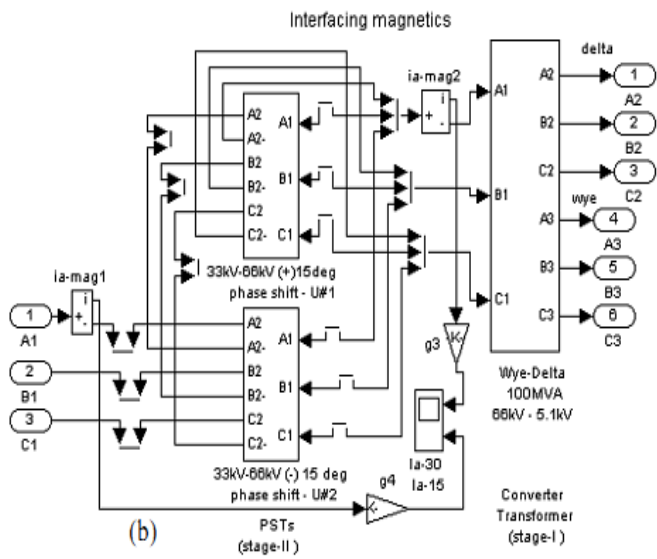 Interfacing magnetics
delta
ia-mag2
A2
A2-
B2
B2-
C2
C2-
A1
B1
C1
i
+
-
A1
B1
C1
A2
B2
C2
A3
B3
C3
1
A2
2
B2
3
C2
wye
4
A3
5
B3
6
C3
33kV-66kV (+)15deg
phase shift - U#1
ia-mag1
i
+
-
1
A1
2
B1
3
C1
A2
A2-
B2
B2-
C2
C2-
A1
B1
C1
g3
K-
Wye-Delta
100MVA
66kV - 5.1kV
33kV-66kV (-) 15 deg
phase shift - U#2
g4
K-
Ia-30
Ia-15
(b)
PSTs
(stage-II)
Converter
Transformer
(stage-I)